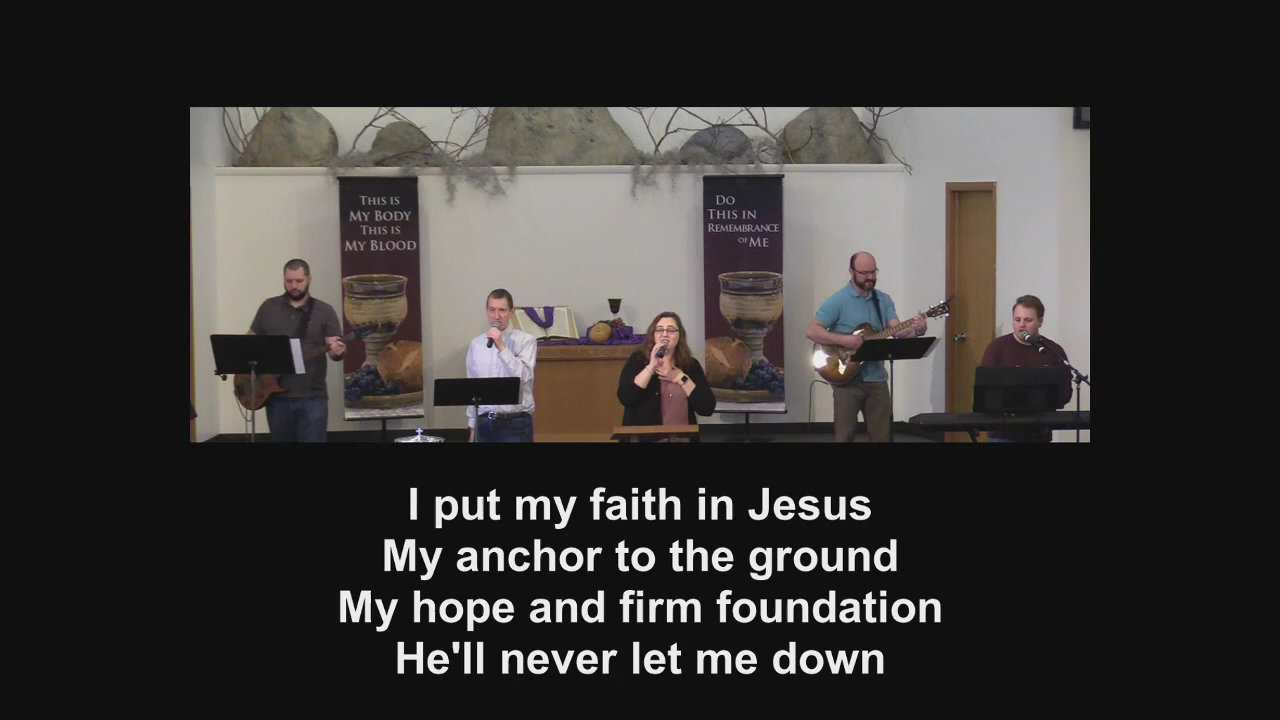 THIS IS
MY BODY
THIS IS
MY BLOOD
DO
THIS IN
REMEMBRANCE
OF ME
I put my faith in Jesus
My anchor to the ground
My hope and firm foundation
He'll never let me down